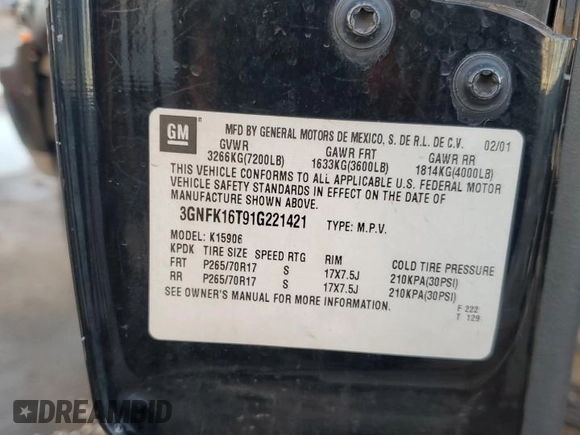 GM
MFD BY GENERAL MOTORS DE MEXICO, S. DE R.L. DE C.V. 02/01
GVWR GAWR FRT GAWR RR
3266KG(7200LB) 1633KG(3600LB) 1814KG(4000LB)
THIS VEHICLE CONFORMS TO ALL APPLICABLE U.S. FEDERAL MOTOR
VEHICLE SAFETY STANDARDS IN EFFECT ON THE DATE OF
MANUFACTURE SHOWN ABOVE.
3GNFK16T91G221421 TYPE: M.P.V.
MODEL: K15906
KPDK TIRE SIZE SPEED RTG RIM COLD TIRE PRESSURE
FRT P265/70R17 S 17X7.5J 210KPA(30PSI)
RR P265/70R17 S 17X7.5J 210KPA(30PSI)
SEE OWNER'S MANUAL FOR MORE INFORMATION.
F 222
T 129
DREAMBID